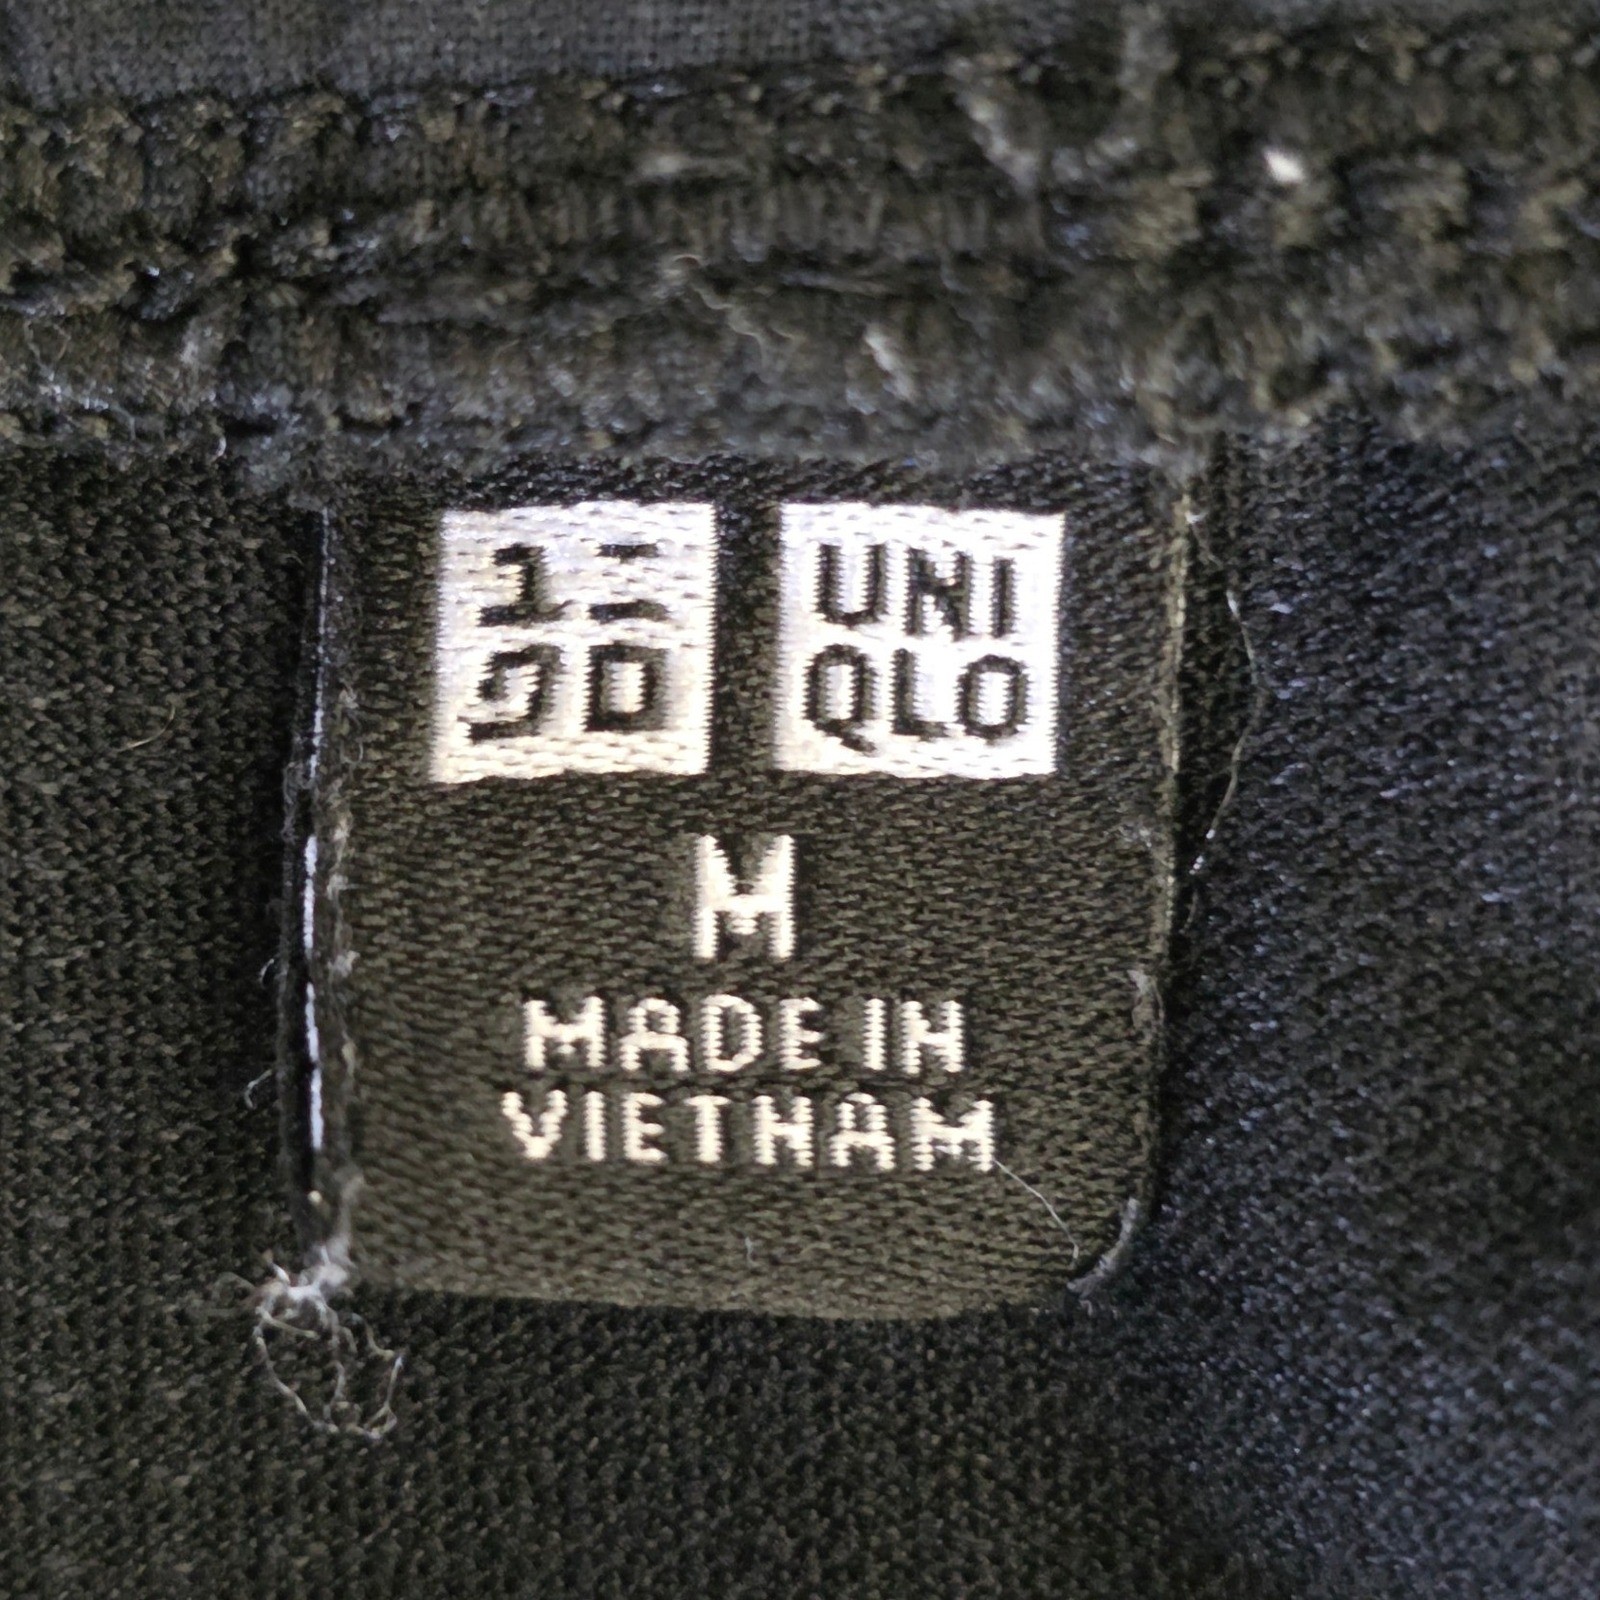 ユニ
クロ
UNI
QLO
M
MADE IN
VIETNAM